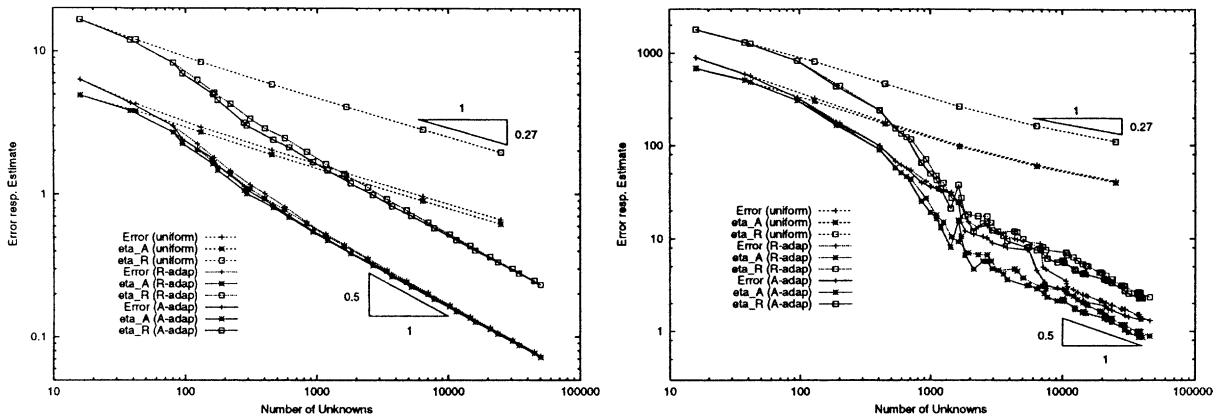 10
1
0.1
Error resp. Estimate
1
0.27
Error (uniform)
eta_A (uniform)
eta_R (uniform)
Error (R-adap)
eta_A (R-adap)
eta_R (R-adap)
Error (A-adap)
eta_A (A-adap)
eta_R (A-adap)
0.5
1
10 100 1000 10000 100000
Number of Unknowns
1000
100
10
1
Error resp. Estimate
1
0.27
Error (uniform)
eta_A (uniform)
eta_R (uniform)
Error (R-adap)
eta_A (R-adap)
eta_R (R-adap)
Error (A-adap)
eta_A (A-adap)
eta_R (A-adap)
0.5
1
10 100 1000 10000 100000
Number of Unknowns